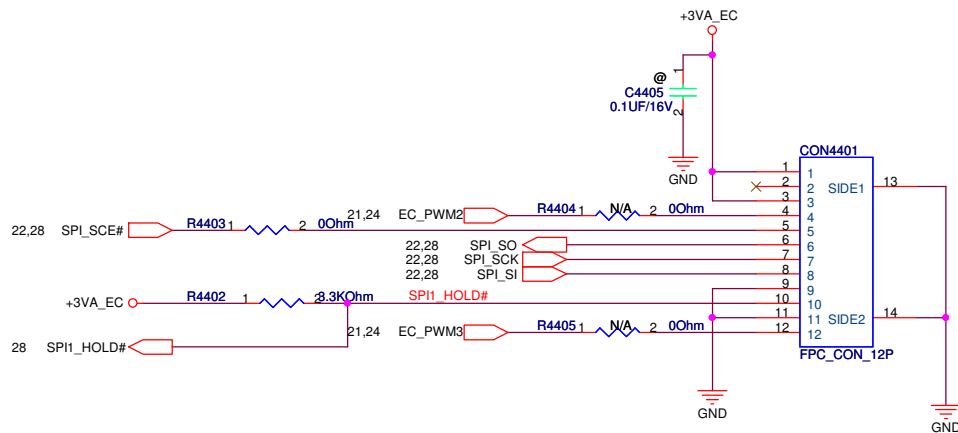 +3VA_EC
1
@
C4405
0.1UF/16V
2
GND
CON4401
1 1
2 2 SIDE1 13
3 3
21,24 EC_PWM2 R4404 1 N/A 2 0Ohm 4 4
22,28 SPI_SCE# R4403 1 2 0Ohm 5 5
22,28 SPI_SO 6 6
22,28 SPI_SCK 7 7
22,28 SPI_SI 8 8
9 9
+3VA_EC R4402 1 2 3.3KOhm SPI1_HOLD# 10 10
11 11 SIDE2 14
21,24 EC_PWM3 R4405 1 N/A 2 0Ohm 12 12
28 SPI1_HOLD#
FPC_CON_12P
GND
GND